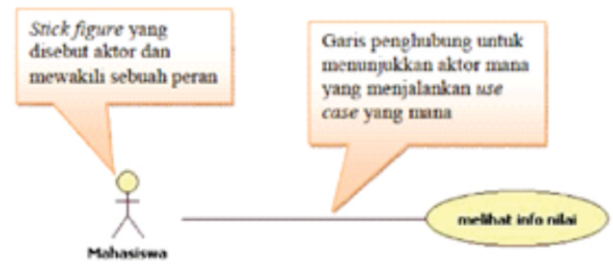 Stick figure yang
disebut aktor dan
mewakili sebuah peran
Garis penghubung untuk
menunjukkan aktor mana
yang menjalankan use
case yang mana
Mahasiswa
melihat info nilai